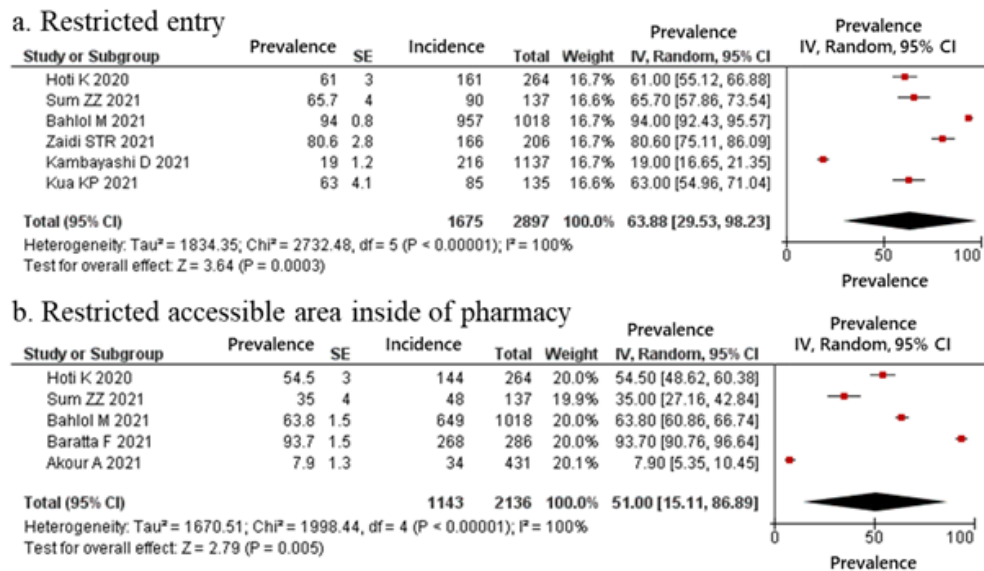 a. Restricted entry
Prevalence Incidence Prevalence Prevalence
Study or Subgroup SE Total Weight IV, Random, 95% CI IV, Random, 95% CI
Hoti K 2020 61 3 161 264 16.7% 61.00 [55.12, 66.88]
Sum ZZ 2021 65.7 4 90 137 16.6% 65.70 [57.86, 73.54]
Bahlol M 2021 94 0.8 957 1018 16.7% 94.00 [92.43, 95.57]
Zaidi STR 2021 80.6 2.8 166 206 16.7% 80.60 [75.11, 86.09]
Kambayashi D 2021 19 1.2 216 1137 16.7% 19.00 [16.65, 21.35]
Kua KP 2021 63 4.1 85 135 16.6% 63.00 [54.96, 71.04]
Total (95% CI) 1675 2897 100.0% 63.88 [29.53, 98.23]
Heterogeneity: Tau² = 1834.35; Chi² = 2732.48, df = 5 (P < 0.00001); I² = 100%
Test for overall effect: Z = 3.64 (P = 0.0003)
50 100
Prevalence
b. Restricted accessible area inside of pharmacy
Prevalence Incidence Prevalence Prevalence
Study or Subgroup SE Total Weight IV, Random, 95% CI IV, Random, 95% CI
Hoti K 2020 54.5 3 144 264 20.0% 54.50 [48.62, 60.38]
Sum ZZ 2021 35 4 48 137 19.9% 35.00 [27.16, 42.84]
Bahlol M 2021 63.8 1.5 649 1018 20.0% 63.80 [60.86, 66.74]
Baratta F 2021 93.7 1.5 268 286 20.0% 93.70 [90.76, 96.64]
Akour A 2021 7.9 1.3 34 431 20.1% 7.90 [5.35, 10.45]
Total (95% CI) 1143 2136 100.0% 51.00 [15.11, 86.89]
Heterogeneity: Tau² = 1670.51; Chi² = 1998.44, df = 4 (P < 0.00001); I² = 100%
Test for overall effect: Z = 2.79 (P = 0.005)
50 100
Prevalence